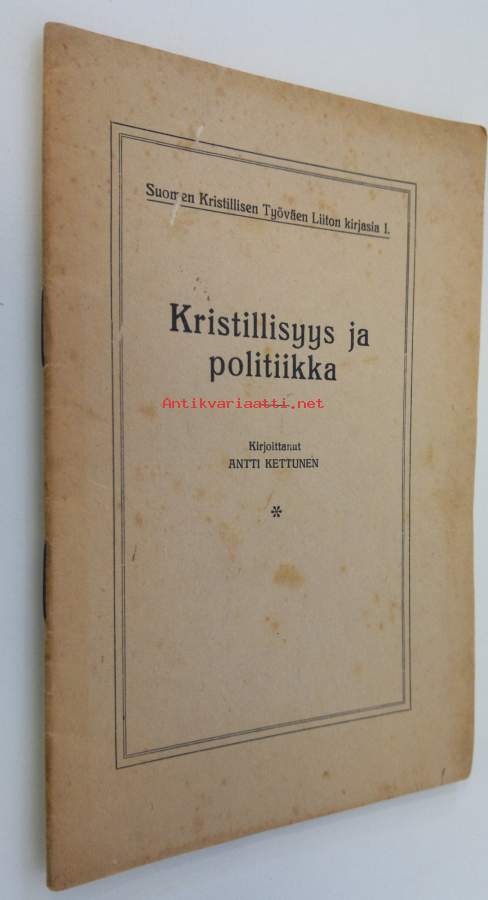 Suomen Kristillisen Työväen Liiton kirjasia I.
Kristillisyys ja
politiikka
Antikvariaatti.net
Kirjoittanut
ANTTI KETTUNEN